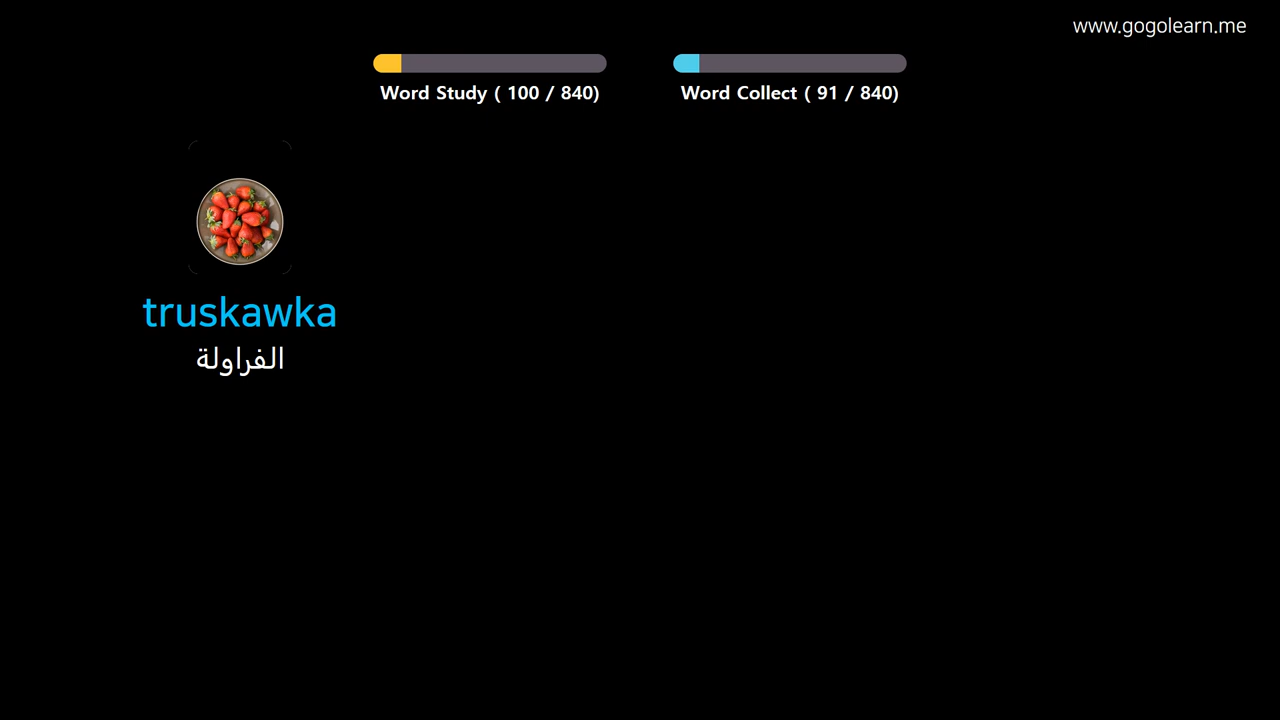 www.gogolearn.me
Word Study ( 100 / 840)
Word Collect ( 91 / 840)
truskawka
الفراولة